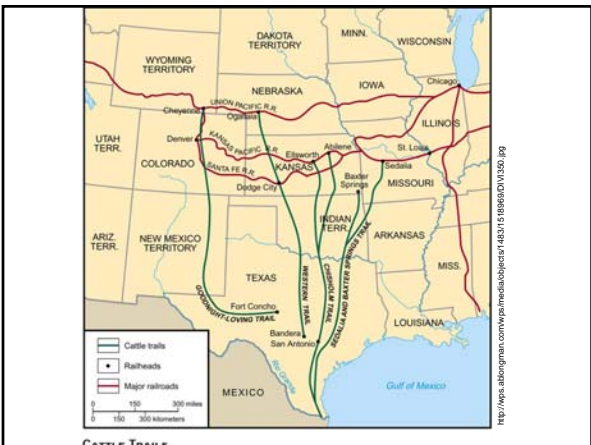 DAKOTA
TERRITORY
MINN.
WISCONSIN
WYOMING
TERRITORY
IOWA
Chicago
NEBRASKA
UNION PACIFIC R.R.
Cheyenne
Ogallala
ILLINOIS
UTAH
TERR.
Denver
KANSAS PACIFIC R.R.
Abilene
St. Louis
Ellsworth
COLORADO
KANSAS
Sedalia
SANTA FE R.R.
Baxter
Springs
MISSOURI
Dodge City
INDIAN
TERR.
ARKANSAS
ARIZ.
TERR.
NEW MEXICO
TERRITORY
MISS.
TEXAS
WESTERN TRAIL
CHISHOLM TRAIL
SEDALIA AND BAXTER SPRINGS TRAIL
GOODNIGHT-LOVING TRAIL
Fort Concho
LOUISIANA
Bandera
San Antonio
Cattle trails
Railheads
Major railroads
0 150 300 miles
0 150 300 kilometers
Rio Grande
MEXICO
Gulf of Mexico
CATTLE TRAILS
http://wps.ablongman.com/wps/media/objects/1483/1518969/DIVI350.jpg